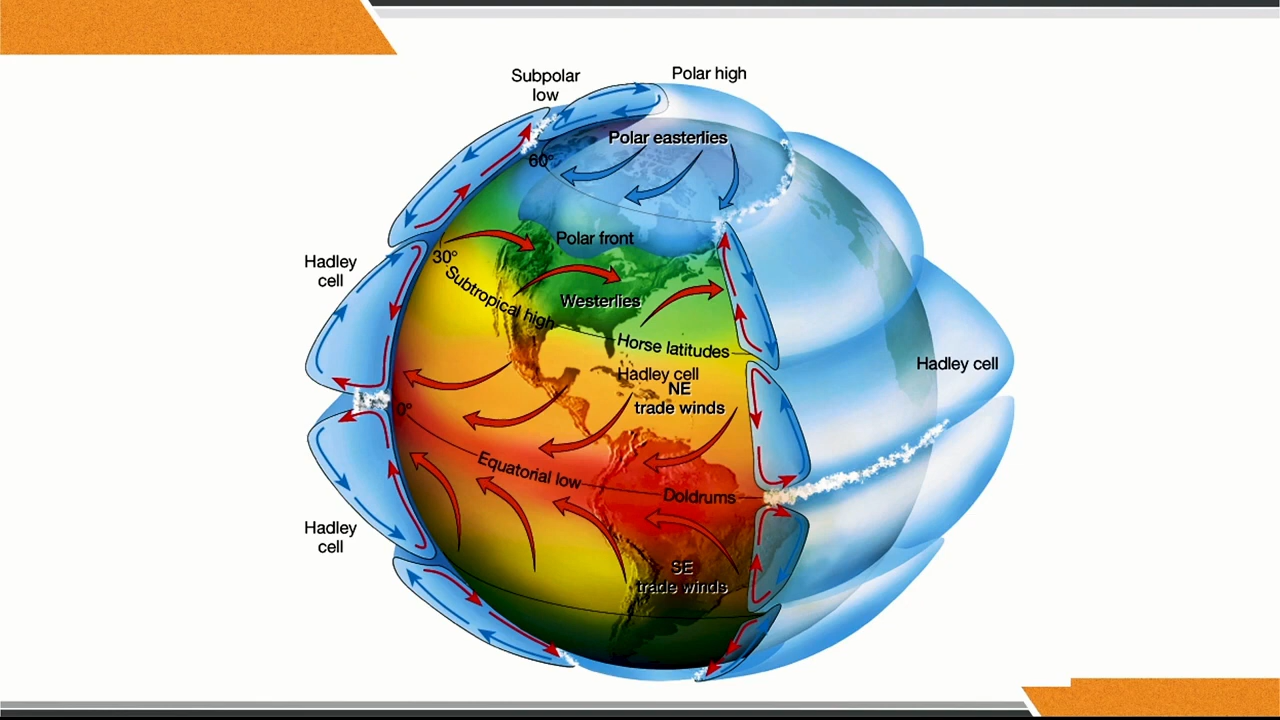 Polar high
Subpolar
low
Polar easterlies
60°
Polar front
30°
Hadley
cell
Subtropical high
Westerlies
Horse latitudes
Hadley cell
Hadley cell
NE
trade winds
0°
Equatorial low
Doldrums
Hadley
cell
SE
trade winds